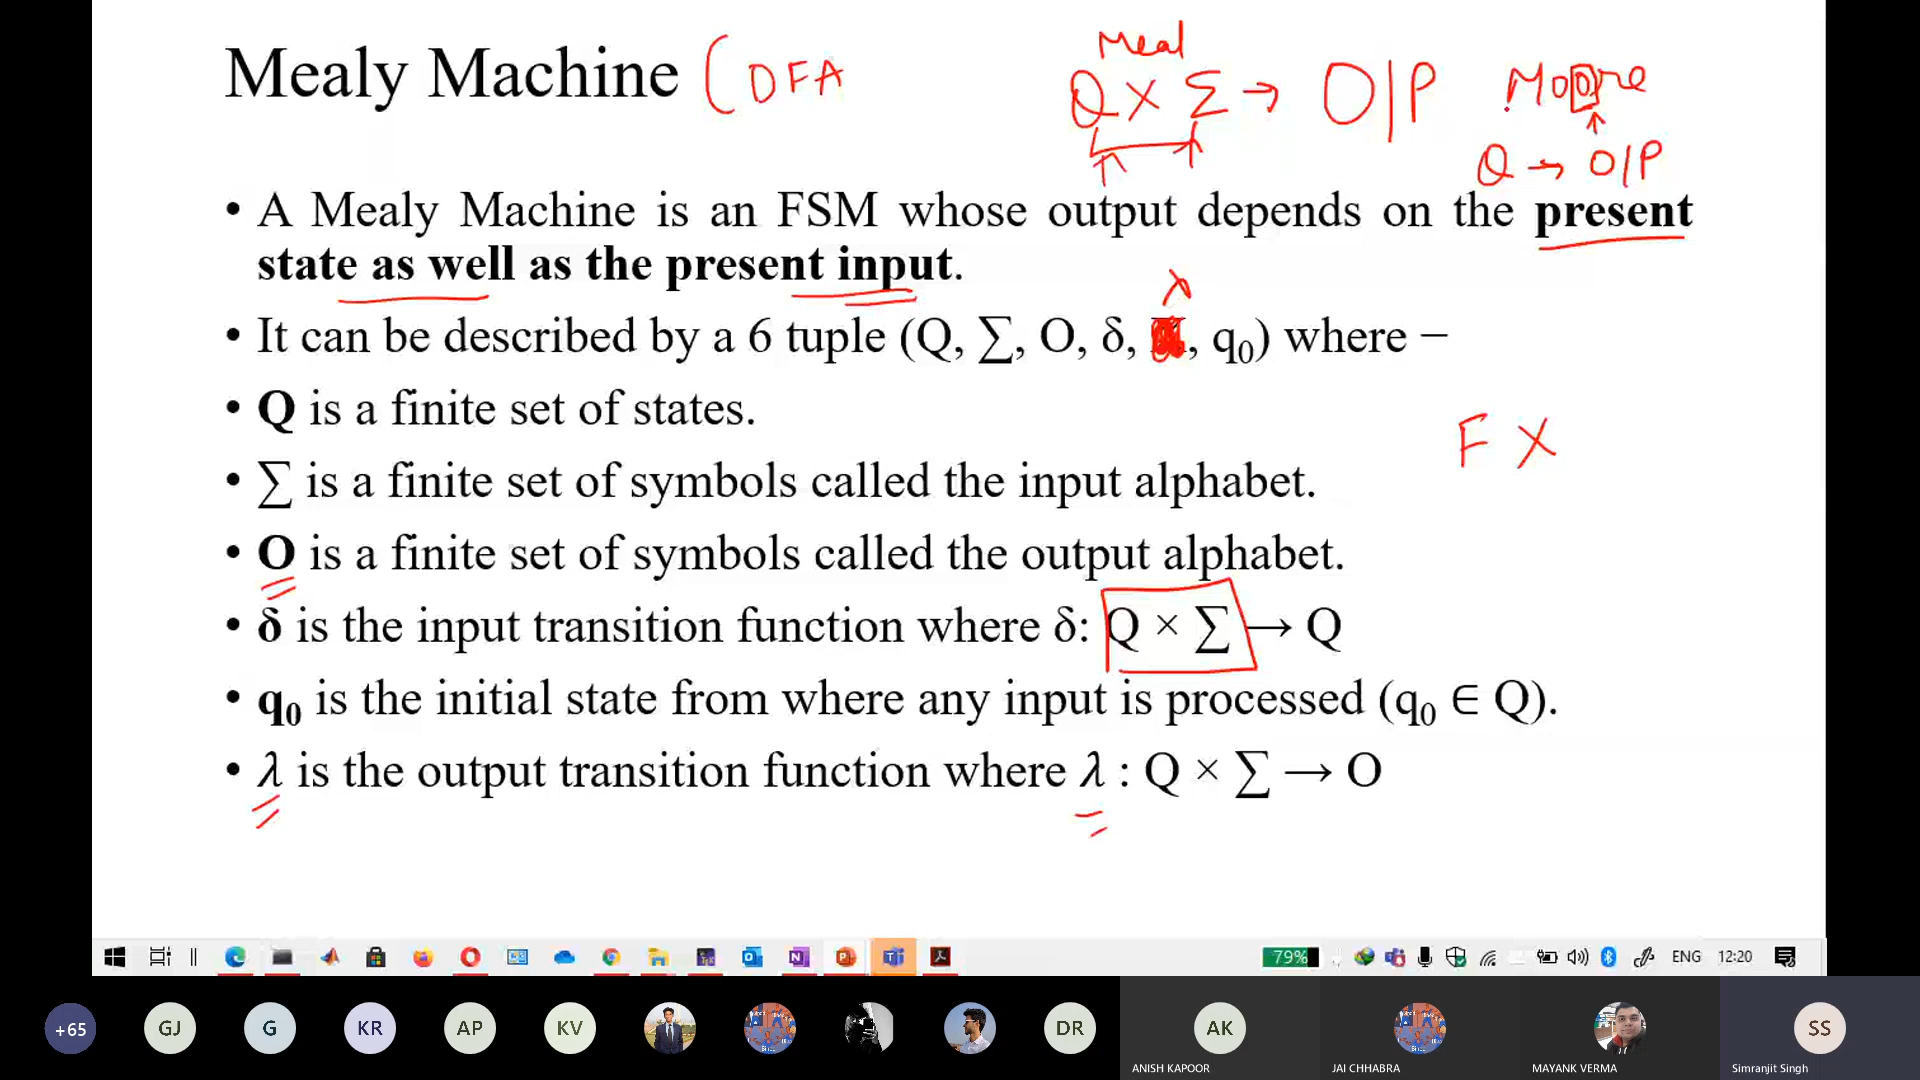 Meal
Mealy Machine ( DFA Q X Σ → O|P Moore
Q → O|P
• A Mealy Machine is an FSM whose output depends on the present
state as well as the present input.
λ
• It can be described by a 6 tuple (Q, ∑, O, δ, , q0) where −
• Q is a finite set of states.
F X
• ∑ is a finite set of symbols called the input alphabet.
• O is a finite set of symbols called the output alphabet.
• δ is the input transition function where δ: Q × ∑ → Q
• q0 is the initial state from where any input is processed (q0 ∈ Q).
• λ is the output transition function where λ : Q × ∑ → O
79% ENG 12:20
+65 GJ G KR AP KV DR AK SS
ANISH KAPOOR JAI CHHABRA MAYANK VERMA Simranjit Singh